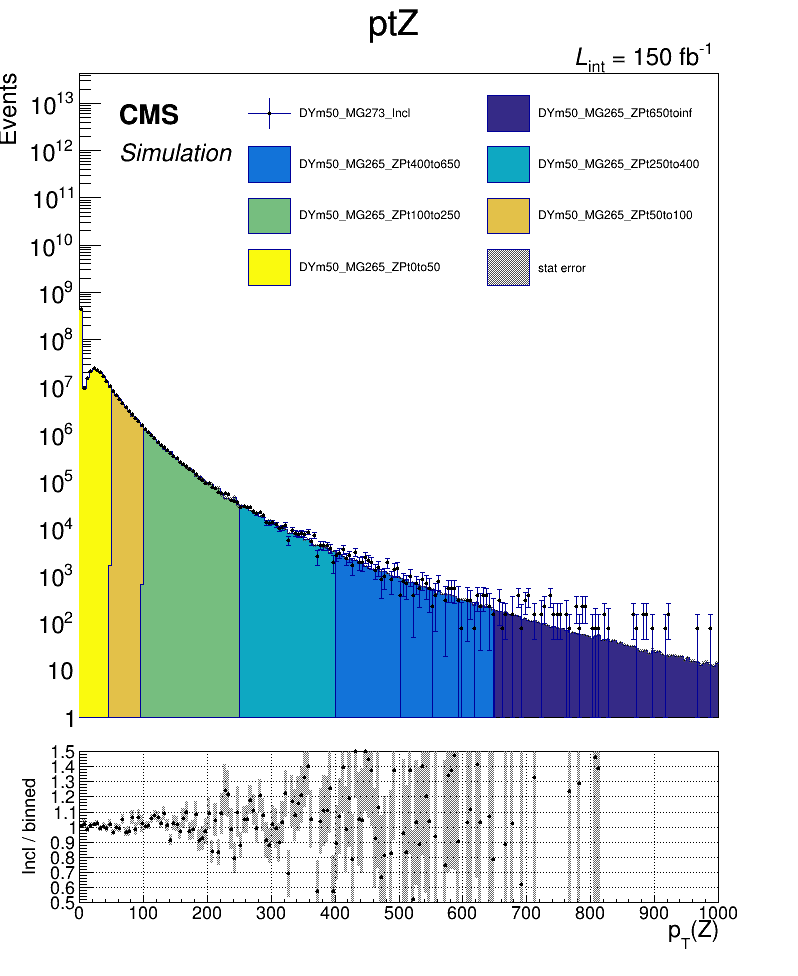 ptZ
L_int = 150 fb^-1
Events
10^13
10^12
10^11
10^10
10^9
10^8
10^7
10^6
10^5
10^4
10^3
10^2
10
1
CMS
Simulation
DYm50_MG273_Incl
DYm50_MG265_ZPt650toinf
DYm50_MG265_ZPt400to650
DYm50_MG265_ZPt250to400
DYm50_MG265_ZPt100to250
DYm50_MG265_ZPt50to100
DYm50_MG265_ZPt0to50
stat error
Incl / binned
1.5
1.4
1.3
1.2
1.1
1
0.9
0.8
0.7
0.6
0.5
0 100 200 300 400 500 600 700 800 900 1000
p_T(Z)